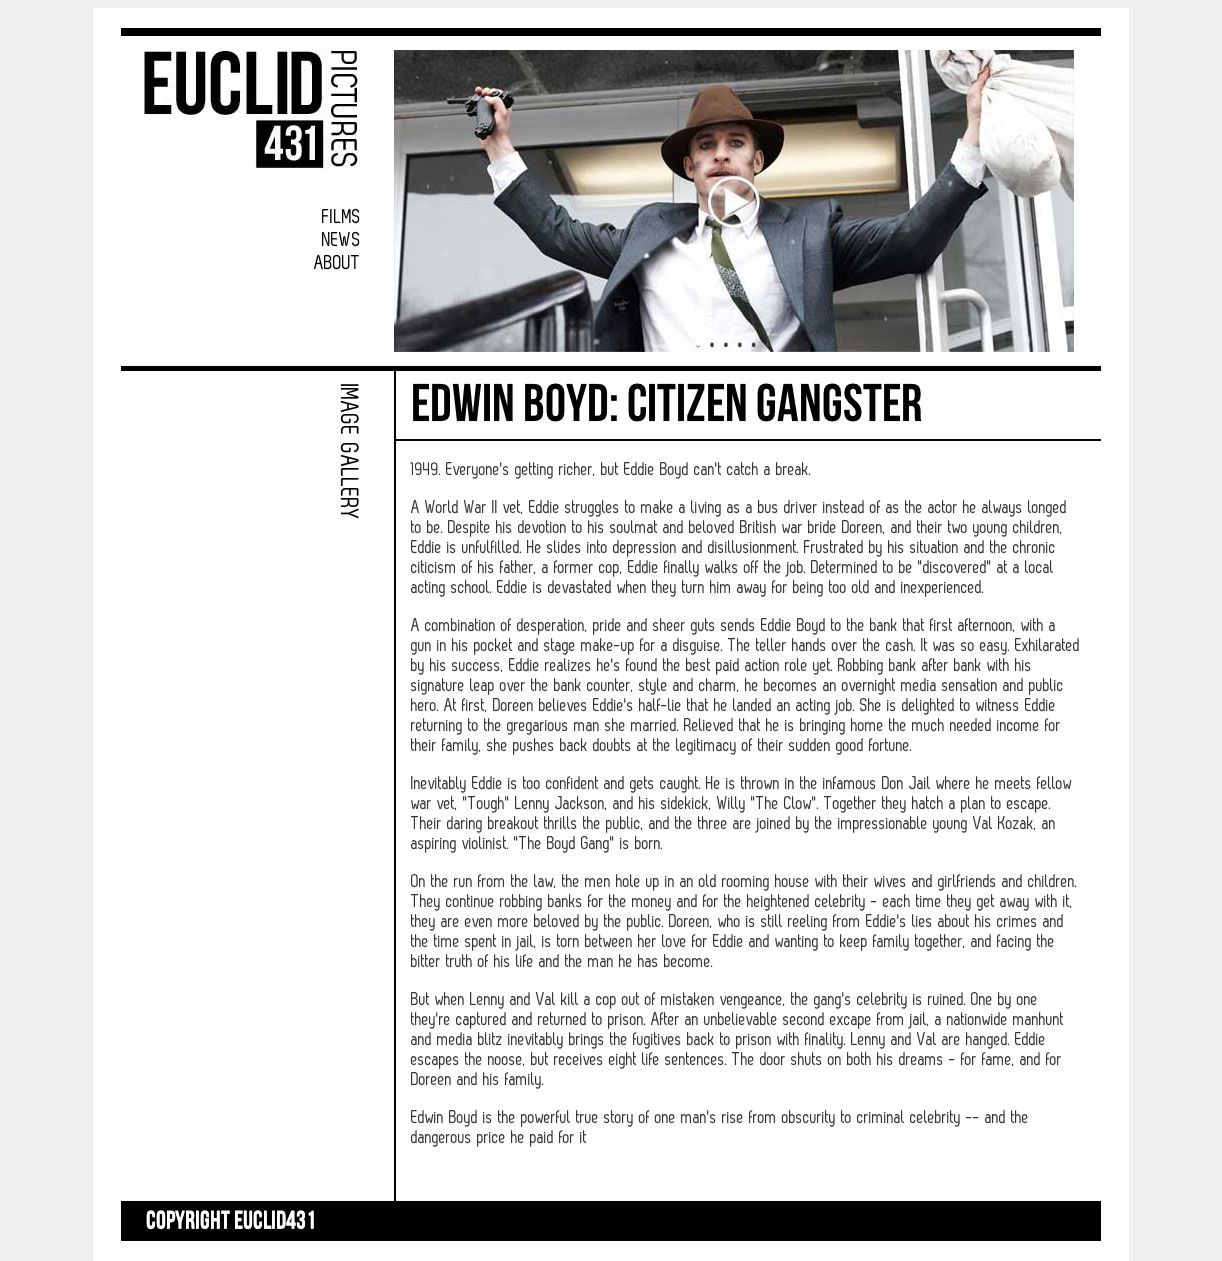 EUCLID
PICTURES
431
FILMS
NEWS
ABOUT
IMAGE GALLERY
EDWIN BOYD: CITIZEN GANGSTER
1949. Everyone's getting richer, but Eddie Boyd can't catch a break.
A World War II vet, Eddie struggles to make a living as a bus driver instead of as the actor he always longed
to be. Despite his devotion to his soulmat and beloved British war bride Doreen, and their two young children,
Eddie is unfulfilled. He slides into depression and disillusionment. Frustrated by his situation and the chronic
citicism of his father, a former cop, Eddie finally walks off the job. Determined to be "discovered" at a local
acting school. Eddie is devastated when they turn him away for being too old and inexperienced.
A combination of desperation, pride and sheer guts sends Eddie Boyd to the bank that first afternoon, with a
gun in his pocket and stage make-up for a disguise. The teller hands over the cash. It was so easy. Exhilarated
by his success, Eddie realizes he's found the best paid action role yet. Robbing bank after bank with his
signature leap over the bank counter, style and charm, he becomes an overnight media sensation and public
hero. At first, Doreen believes Eddie's half-lie that he landed an acting job. She is delighted to witness Eddie
returning to the gregarious man she married. Relieved that he is bringing home the much needed income for
their family, she pushes back doubts at the legitimacy of their sudden good fortune.
Inevitably Eddie is too confident and gets caught. He is thrown in the infamous Don Jail where he meets fellow
war vet, "Tough" Lenny Jackson, and his sidekick, Willy "The Clow". Together they hatch a plan to escape.
Their daring breakout thrills the public, and the three are joined by the impressionable young Val Kozak, an
aspiring violinist. "The Boyd Gang" is born.
On the run from the law, the men hole up in an old rooming house with their wives and girlfriends and children.
They continue robbing banks for the money and for the heightened celebrity - each time they get away with it,
they are even more beloved by the public. Doreen, who is still reeling from Eddie's lies about his crimes and
the time spent in jail, is torn between her love for Eddie and wanting to keep family together, and facing the
bitter truth of his life and the man he has become.
But when Lenny and Val kill a cop out of mistaken vengeance, the gang's celebrity is ruined. One by one
they're captured and returned to prison. After an unbelievable second excape from jail, a nationwide manhunt
and media blitz inevitably brings the fugitives back to prison with finality. Lenny and Val are hanged. Eddie
escapes the noose, but receives eight life sentences. The door shuts on both his dreams - for fame, and for
Doreen and his family.
Edwin Boyd is the powerful true story of one man's rise from obscurity to criminal celebrity -- and the
dangerous price he paid for it
COPYRIGHT EUCLID431